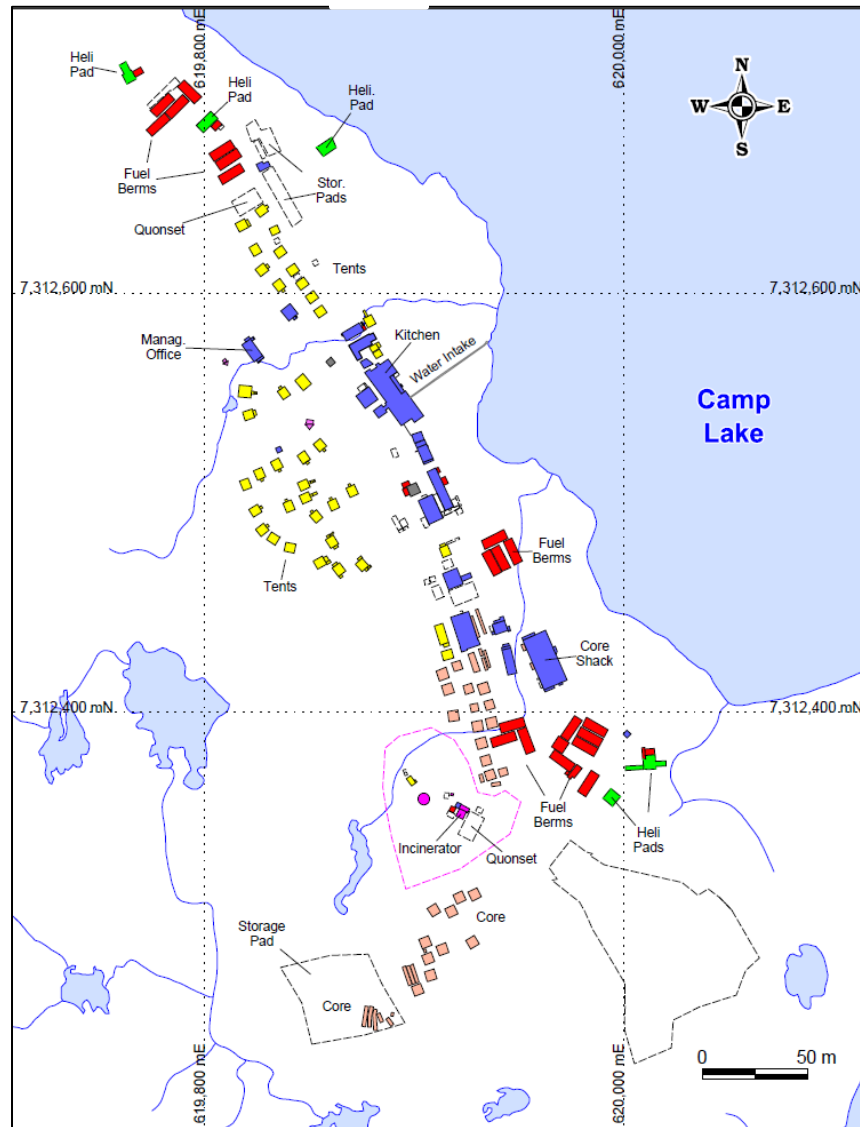 619,800 mE
620,000 mE
Heli
Pad
Heli
Pad
Heli.
Pad
N
W
E
S
Fuel
Berms
Stor.
Pads
Quonset
Tents
7,312,600 mN
7,312,600 mN
Manag.
Office
Kitchen
Water Intake
Camp
Lake
Fuel
Berms
Tents
Core
Shack
7,312,400 mN
7,312,400 mN
Fuel
Berms
Heli
Pads
Incinerator
Quonset
Core
Storage
Pad
Core
619,800 mE
620,000 mE
0
50 m